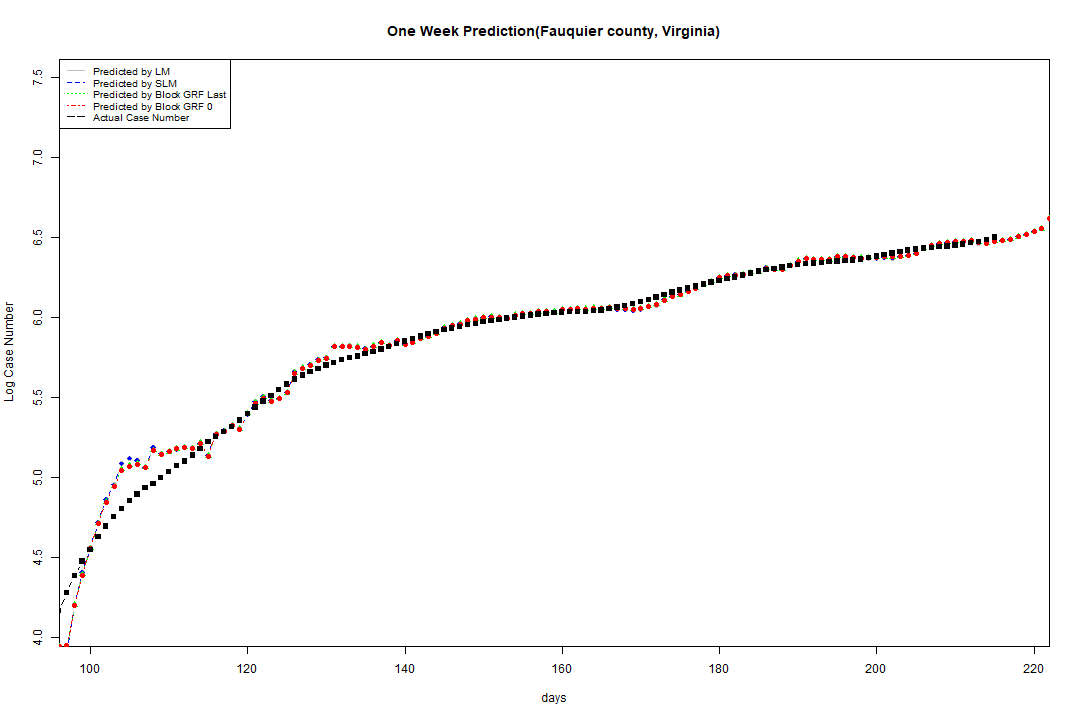 One Week Prediction(Fauquier county, Virginia)
Predicted by LM
Predicted by SLM
Predicted by Block GRF Last
Predicted by Block GRF 0
Actual Case Number
7.5
7.0
6.5
6.0
5.5
5.0
4.5
4.0
Log Case Number
100 120 140 160 180 200 220
days